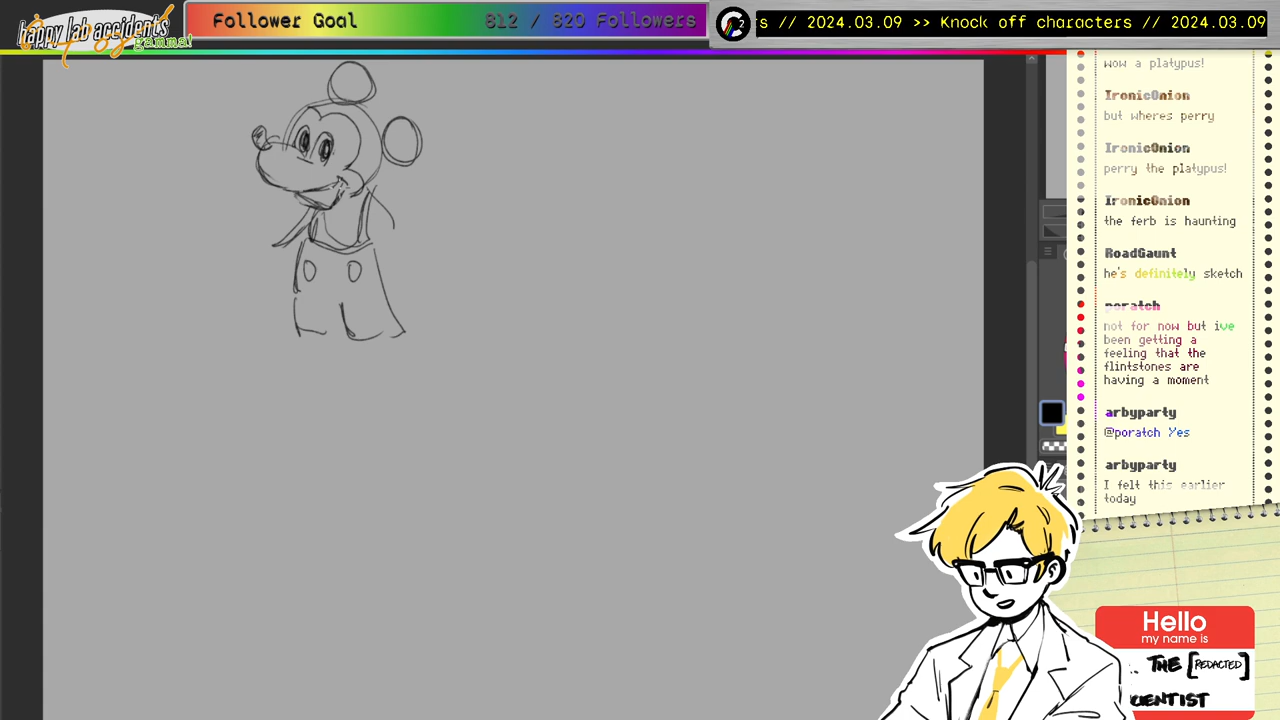 happy lab accidents
gamma!
Follower Goal
812 / 820 Followers
s // 2024.03.09 >> Knock off characters // 2024.03.09
wow a platypus!
IronicOnion
but wheres perry
IronicOnion
perry the platypus!
IronicOnion
the ferb is haunting
RoadGaunt
he's definitely sketch
poratch
not for now but ive
been getting a
feeling that the
flintstones are
having a moment
arbyparty
@poratch Yes
arbyparty
I felt this earlier
today
Hello
my name is
THE [REDACTED]
CIENTIST